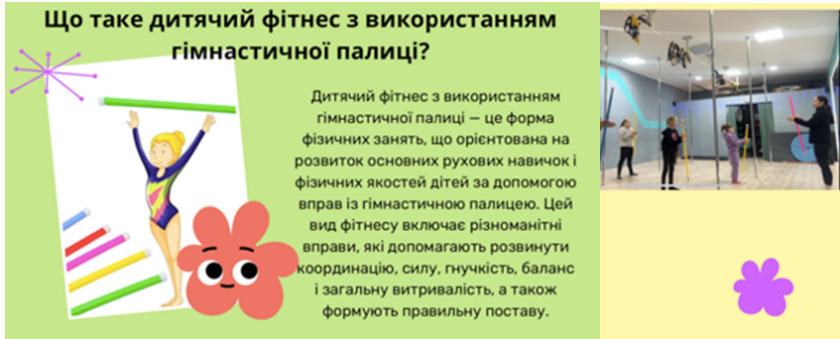 Що таке дитячий фітнес з використанням
гімнастичної палиці?
Дитячий фітнес з використанням
гімнастичної палиці – це форма
фізичних занять, що орієнтована на
розвиток основних рухових навичок і
фізичних якостей дітей за допомогою
вправ із гімнастичною палицею. Цей
вид фітнесу включає різноманітні
вправи, які допомагають розвинути
координацію, силу, гнучкість, баланс
і загальну витривалість, а також
формують правильну поставу.